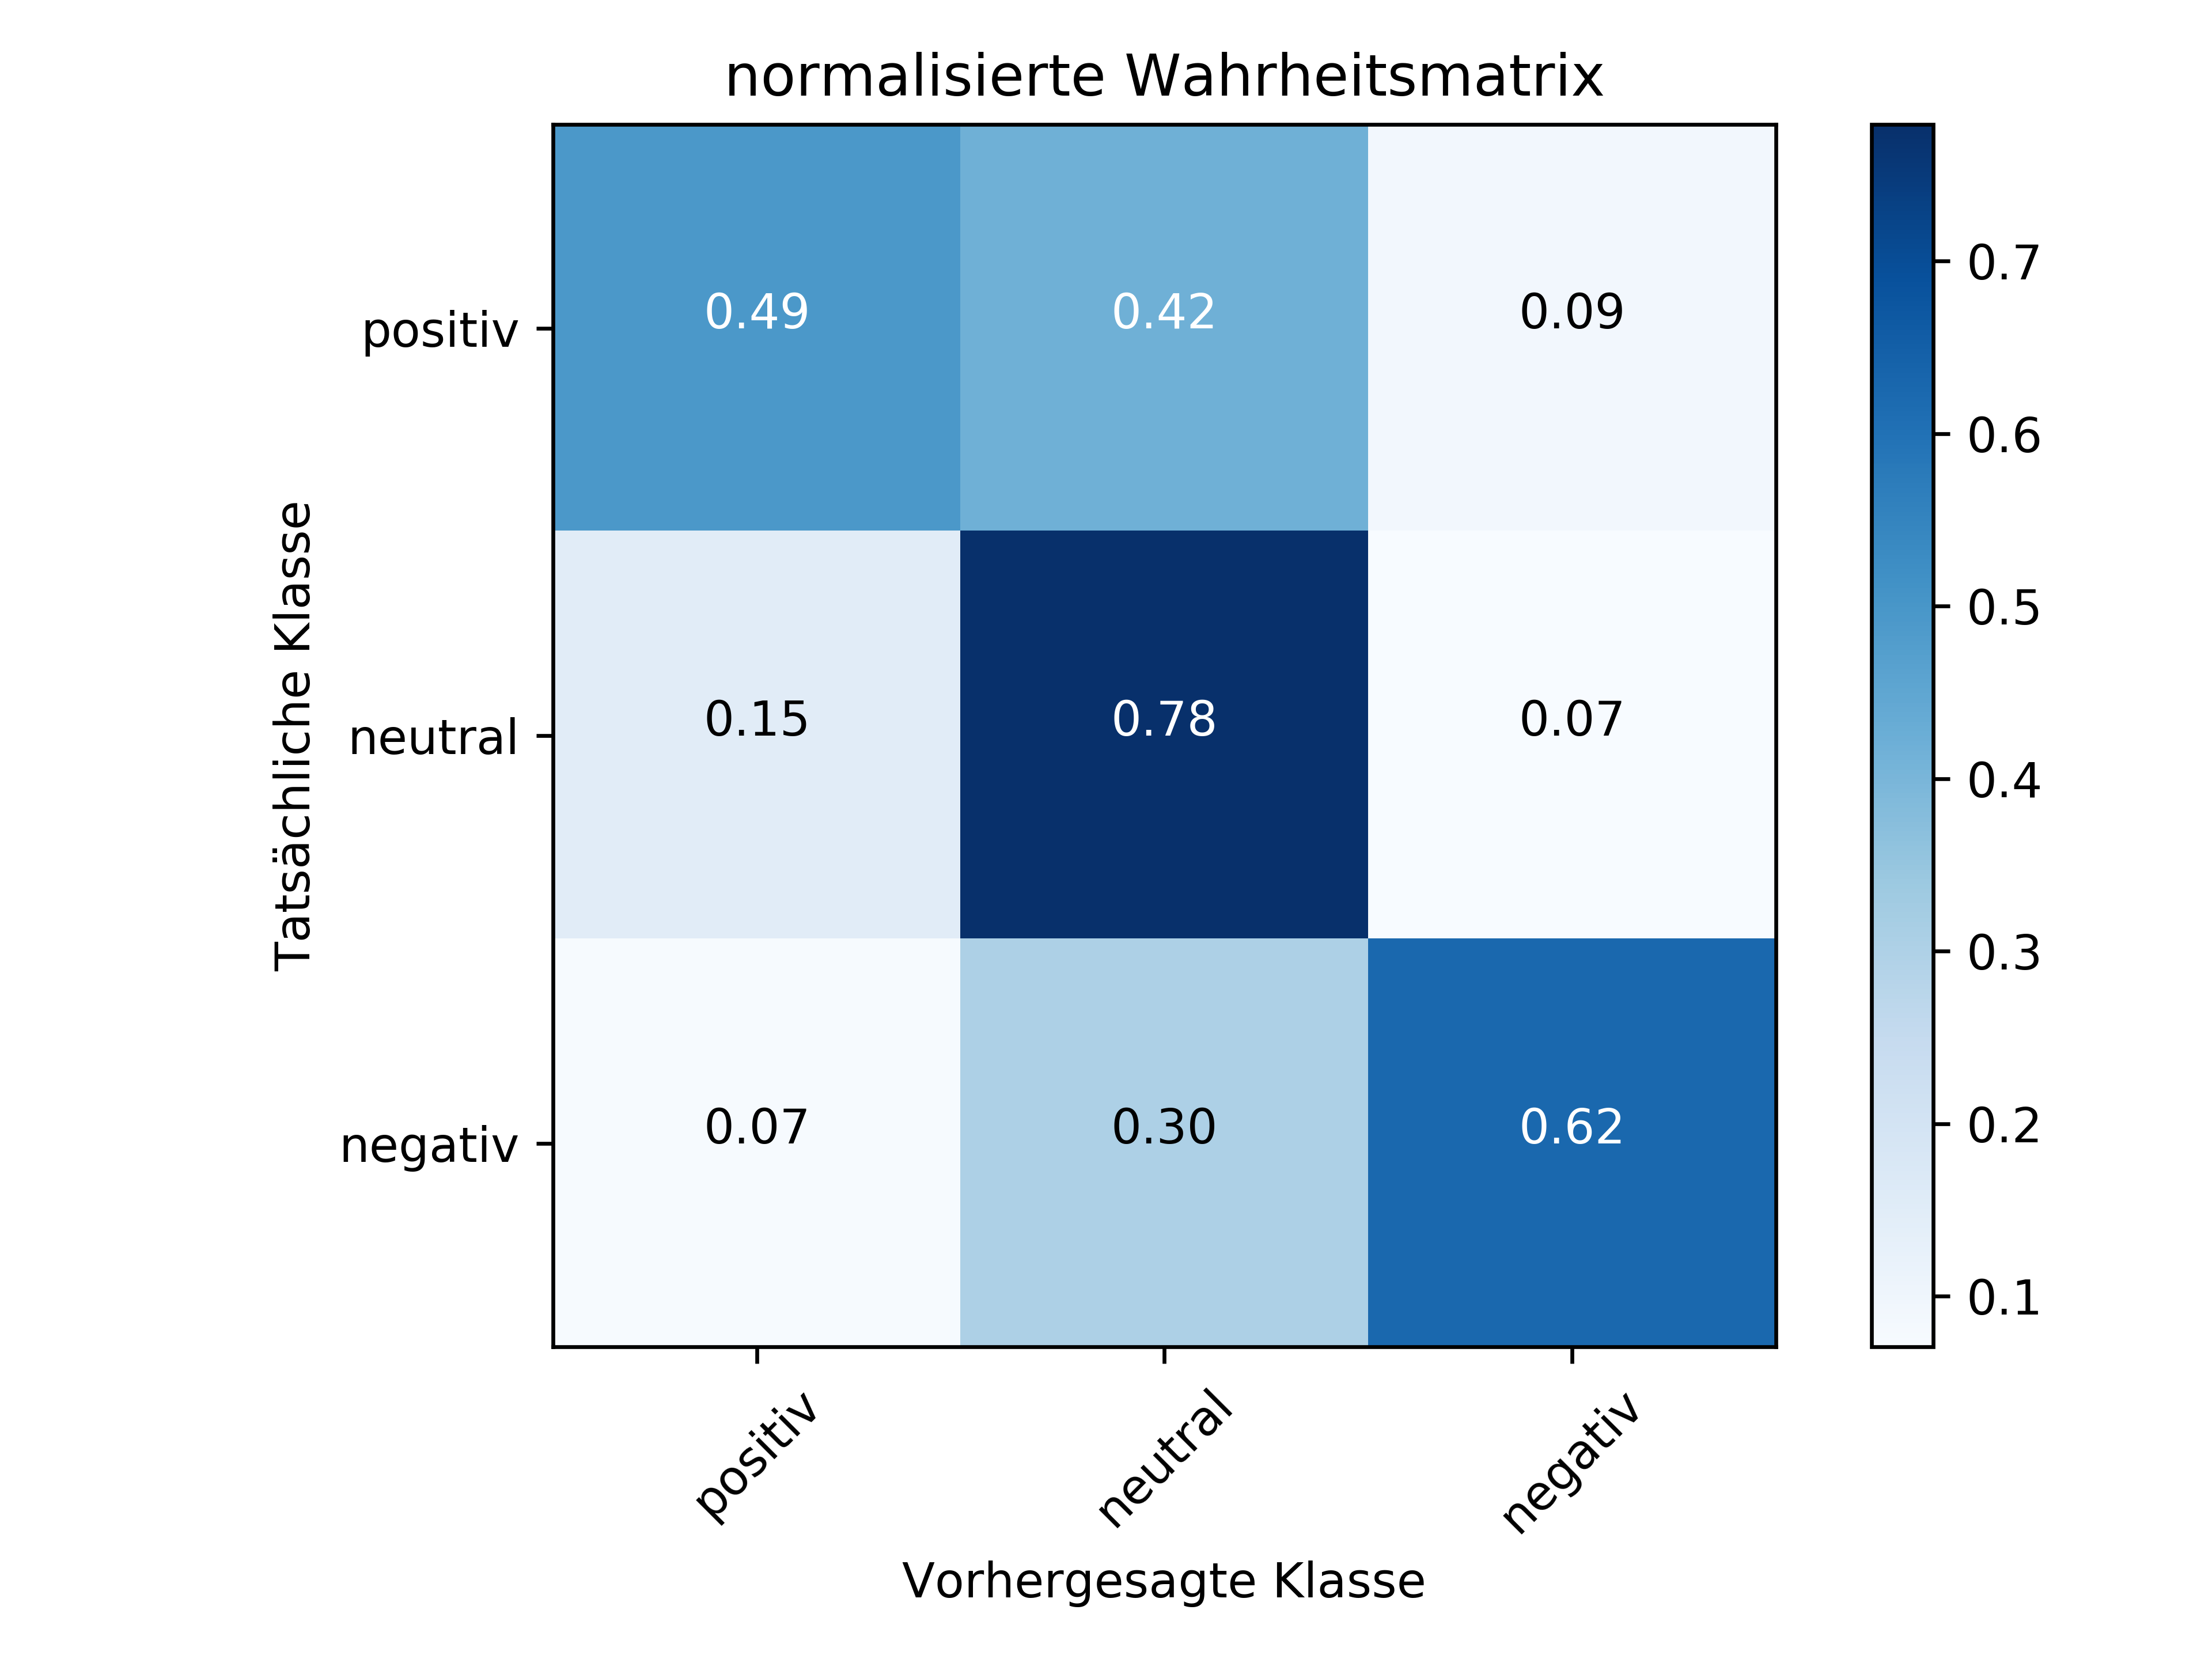 normalisierte Wahrheitsmatrix
Tatsächliche Klasse
positiv
0.49 0.42 0.09
neutral
0.15 0.78 0.07
negativ
0.07 0.30 0.62
positiv
neutral
negativ
Vorhergesagte Klasse
0.7
0.6
0.5
0.4
0.3
0.2
0.1